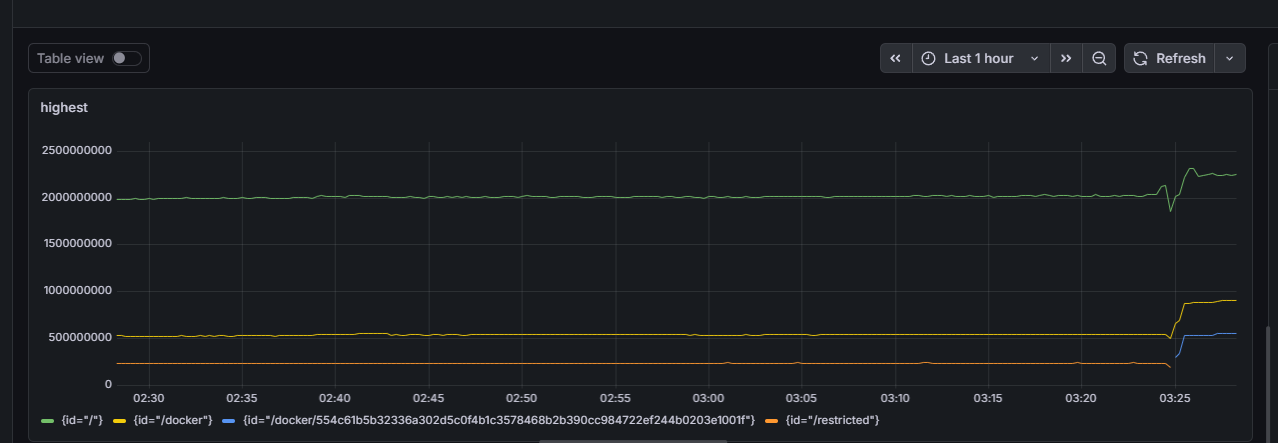 Table view
Last 1 hour
Refresh
highest
2500000000
2000000000
1500000000
1000000000
500000000
0
02:30 02:35 02:40 02:45 02:50 02:55 03:00 03:05 03:10 03:15 03:20 03:25
{id="/"} {id="/docker"} {id="/docker/554c61b5b32336a302d5c0f4b1c3578468b2b390cc984722ef244b0203e1001f"} {id="/restricted"}